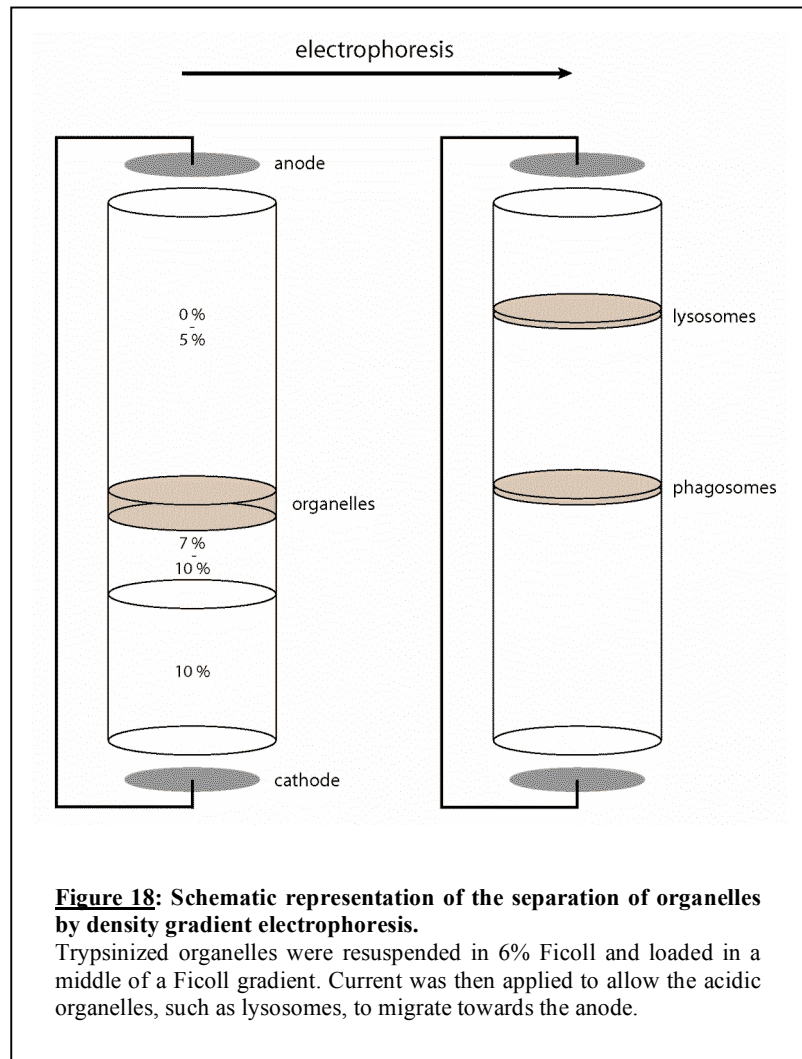 electrophoresis
anode
0 %
-
5 %
organelles
7 %
-
10 %
10 %
cathode
lysosomes
phagosomes
Figure 18: Schematic representation of the separation of organelles
by density gradient electrophoresis.
Trypsinized organelles were resuspended in 6% Ficoll and loaded in a
middle of a Ficoll gradient. Current was then applied to allow the acidic
organelles, such as lysosomes, to migrate towards the anode.